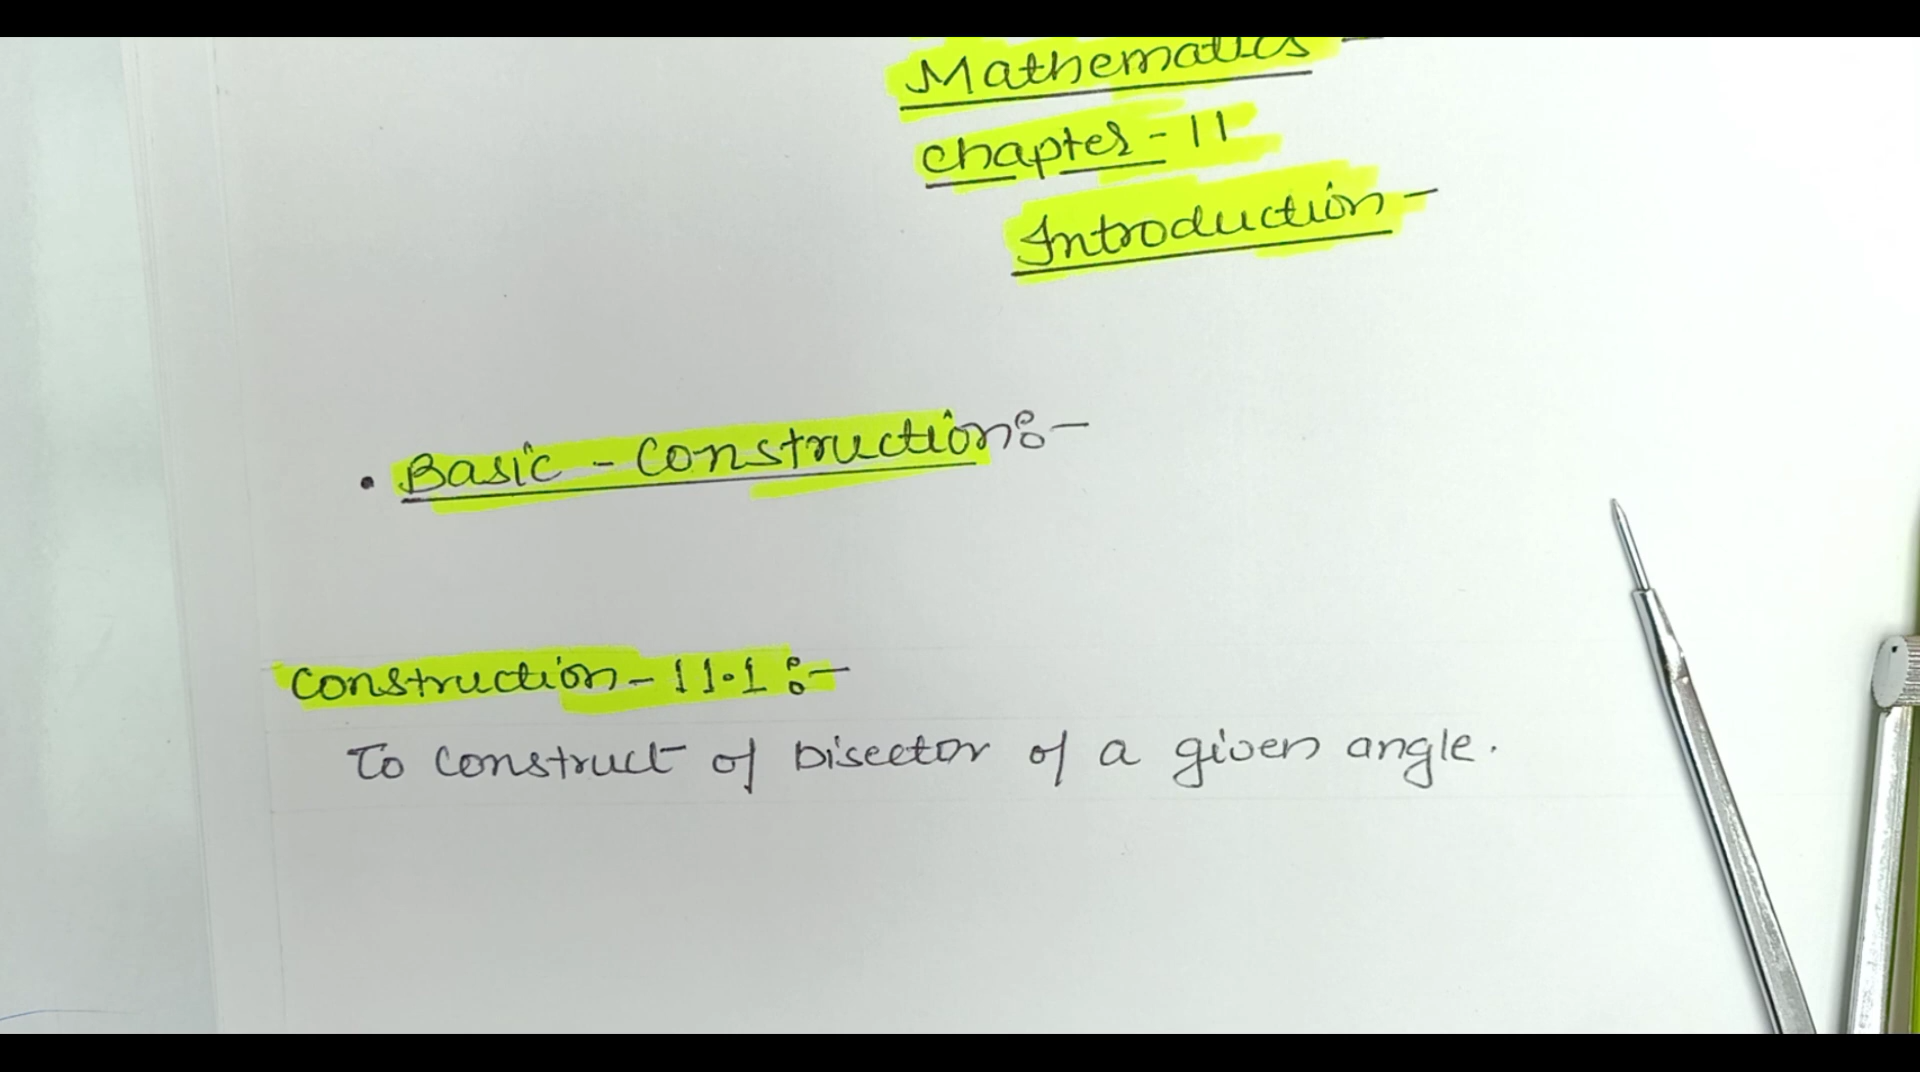 Mathematics -
Chapter - 11
Introduction -
• Basic - Construction :-
Construction - 11.1 :-
To construct of Bisector of a given angle.